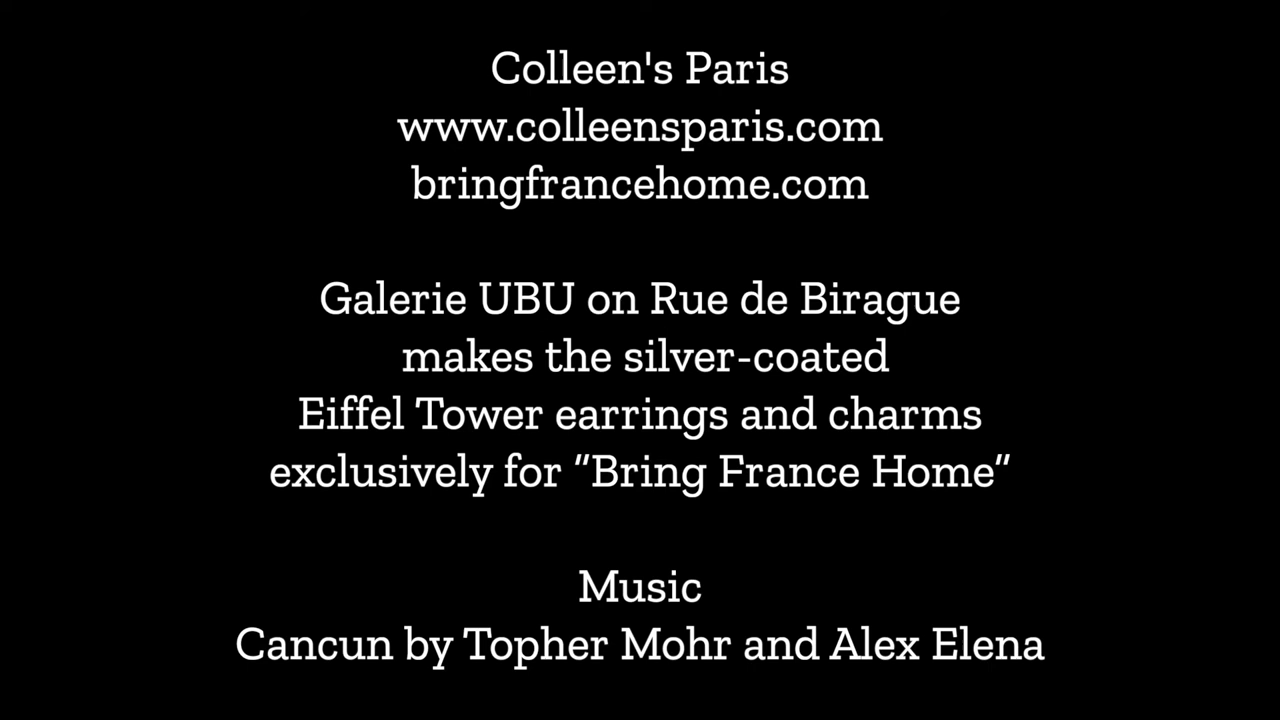 Colleen's Paris
www.colleensparis.com
bringfrancehome.com
Galerie UBU on Rue de Birague
makes the silver-coated
Eiffel Tower earrings and charms
exclusively for “Bring France Home”
Music
Cancun by Topher Mohr and Alex Elena